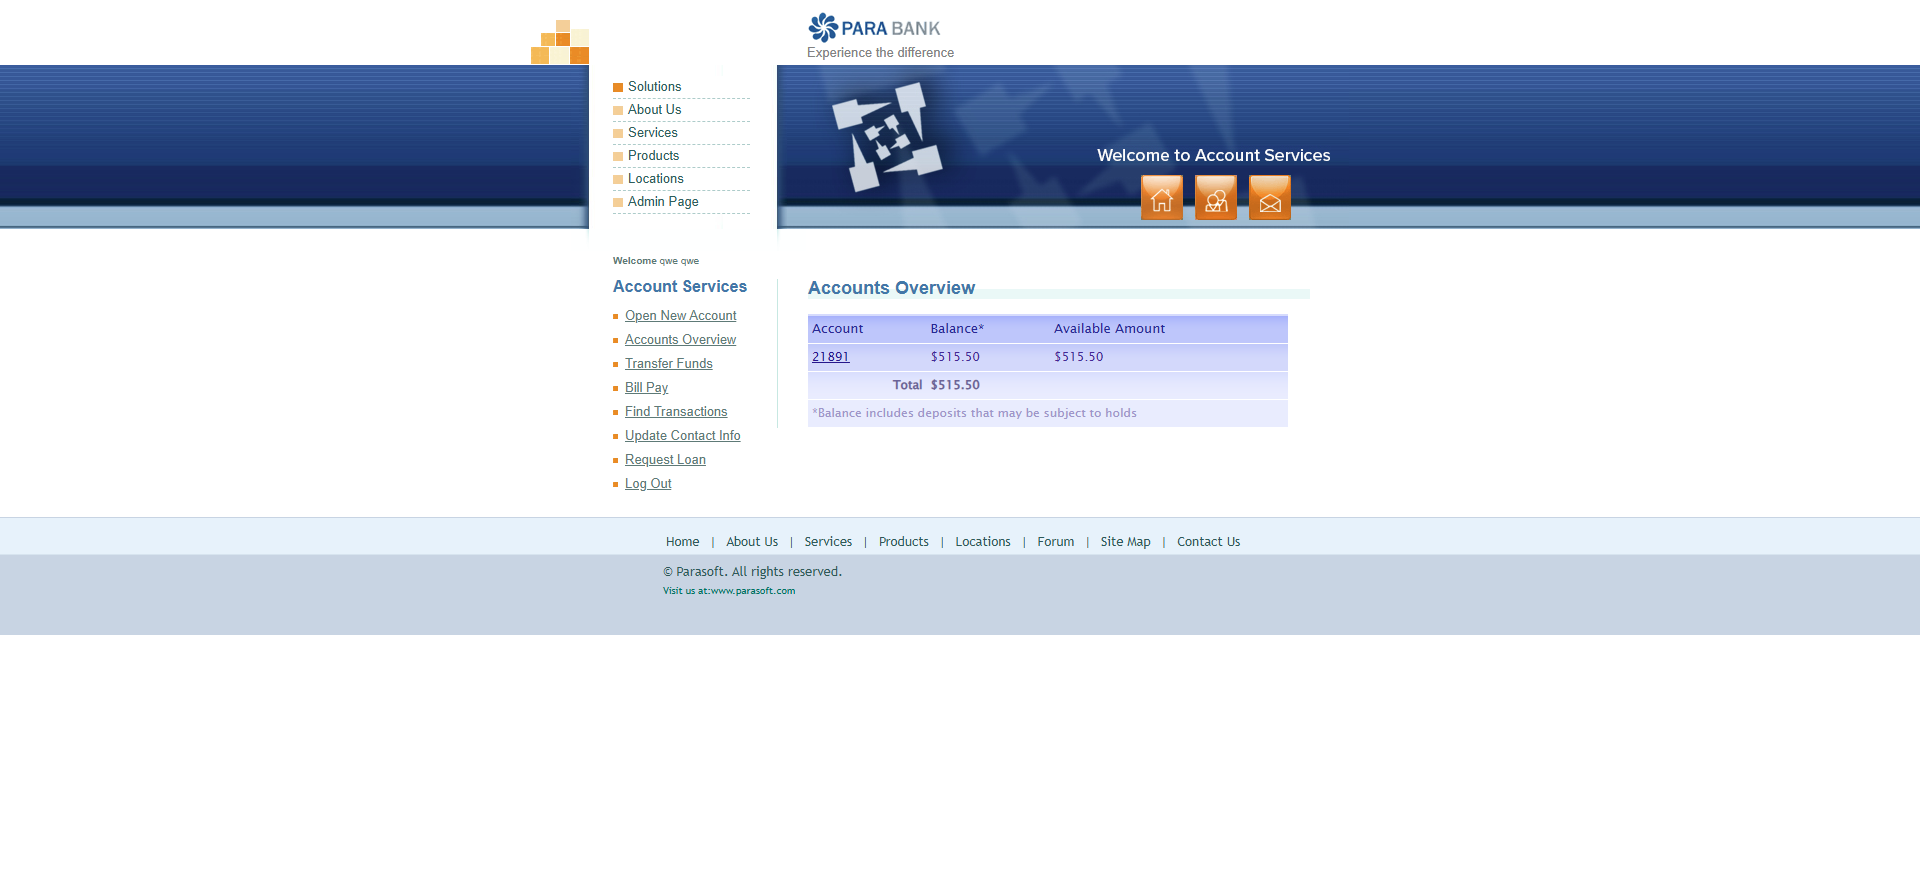 PARA BANK
Experience the difference
Solutions
About Us
Services
Products
Locations
Admin Page
Welcome to Account Services
Welcome qwe qwe
Account Services
Open New Account
Accounts Overview
Transfer Funds
Bill Pay
Find Transactions
Update Contact Info
Request Loan
Log Out
Accounts Overview
Account Balance* Available Amount
21891 $515.50 $515.50
Total $515.50
*Balance includes deposits that may be subject to holds
Home | About Us | Services | Products | Locations | Forum | Site Map | Contact Us
© Parasoft. All rights reserved.
Visit us at:www.parasoft.com